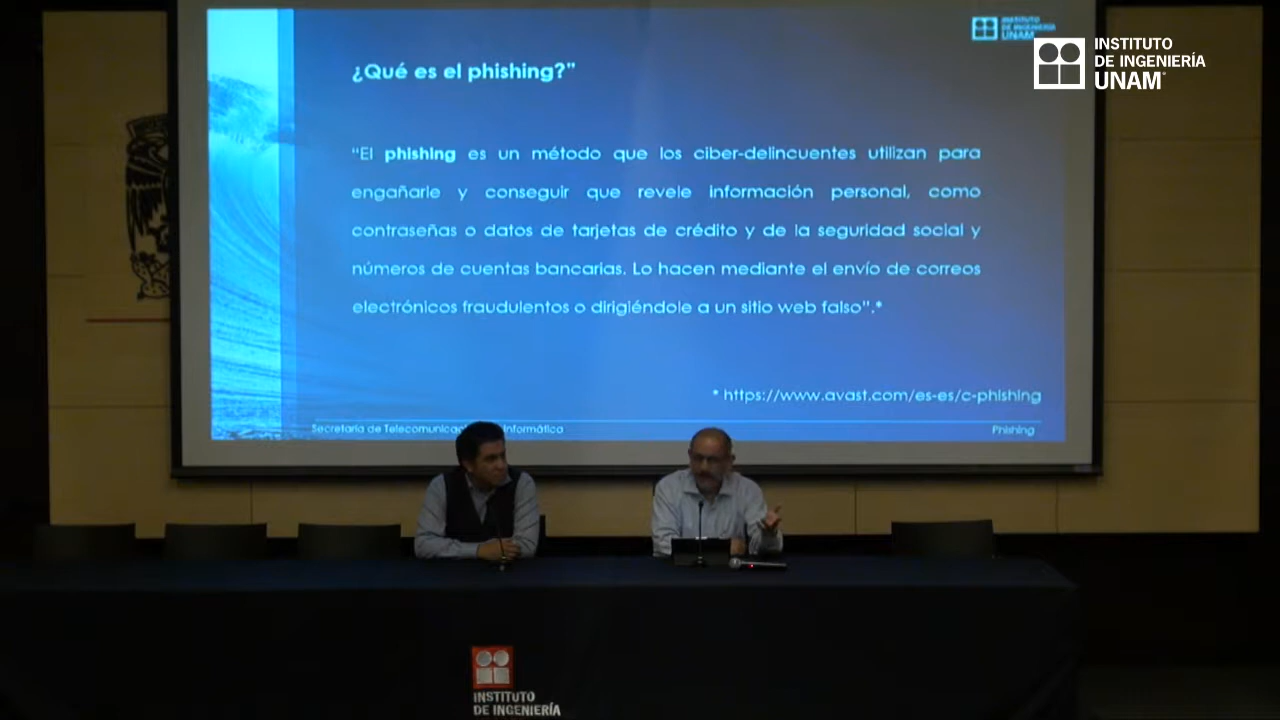 INSTITUTO
DE INGENIERÍA
UNAM
INSTITUTO
DE INGENIERÍA
UNAM
¿Qué es el phishing?"
"El phishing es un método que los ciber-delincuentes utilizan para
engañarle y conseguir que revele información personal, como
contraseñas o datos de tarjetas de crédito y de la seguridad social y
números de cuentas bancarias. Lo hacen mediante el envío de correos
electrónicos fraudulentos o dirigiéndole a un sitio web falso".*
* https://www.avast.com/es-es/c-phishing
Secretaría de Informática
Phishing
INSTITUTO
DE INGENIERÍA